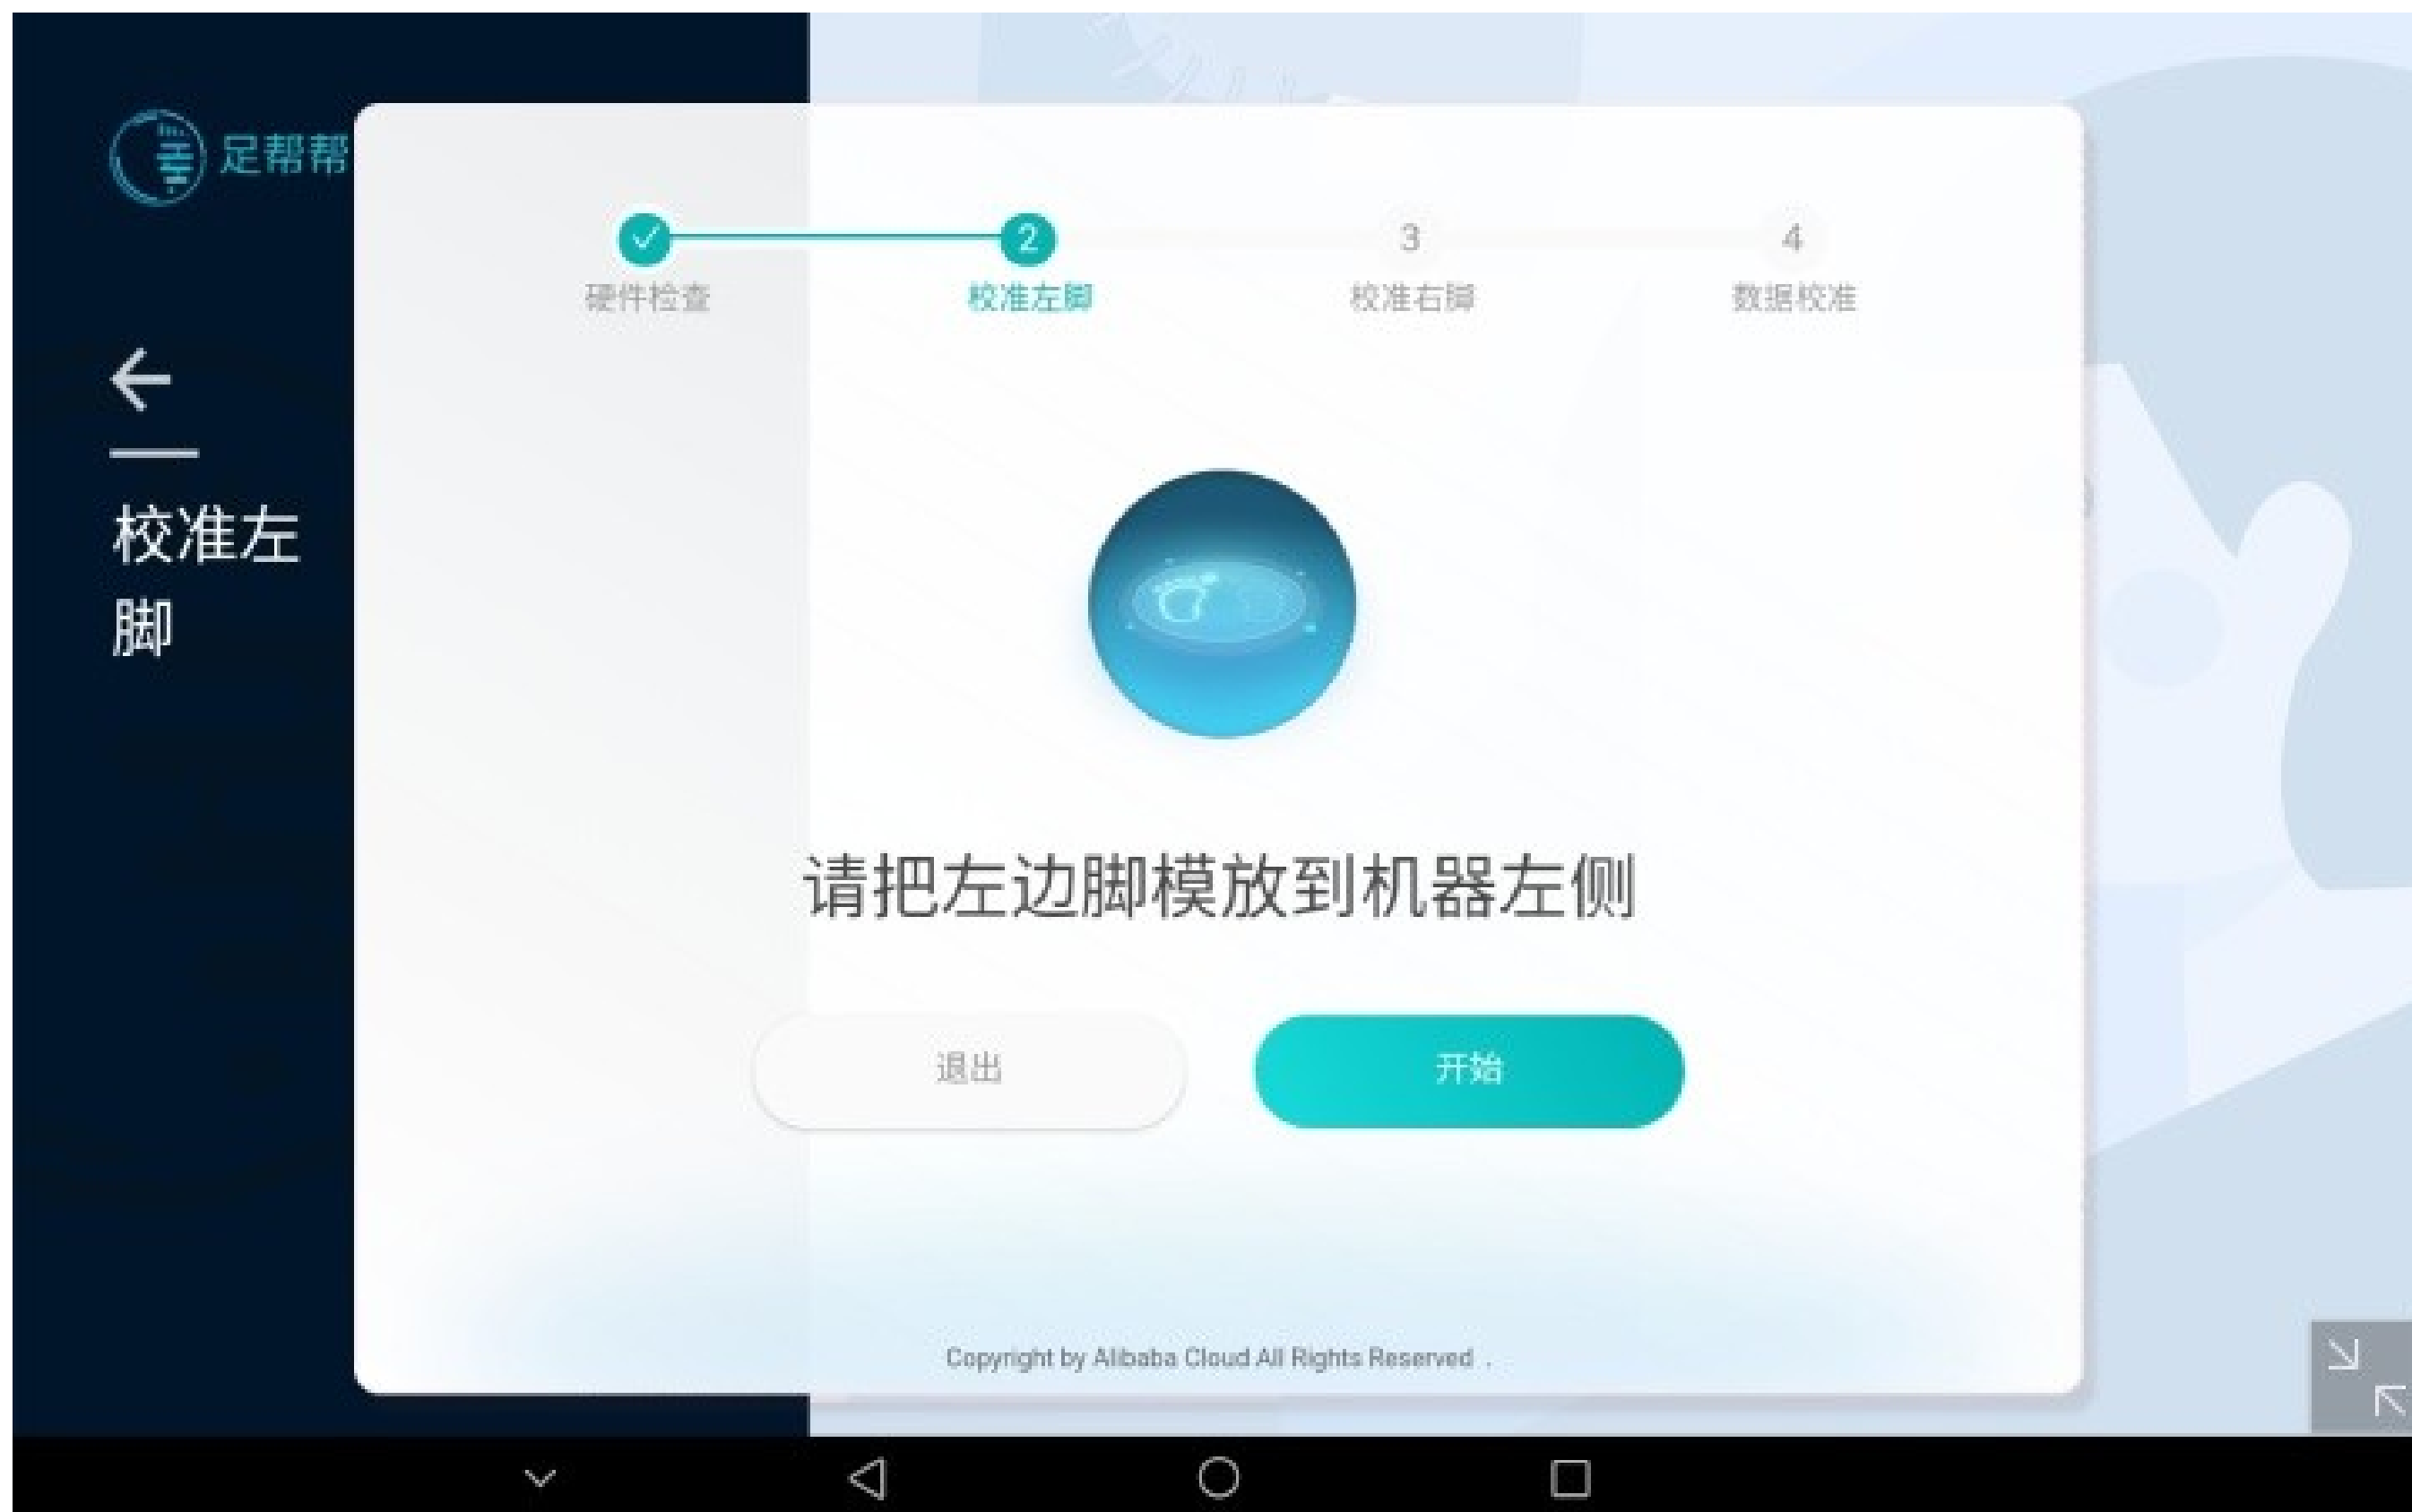 足帮帮
2
3
4
硬件检查
校准左脚
校准右脚
数据校准
校准左
脚
请把左边脚模放到机器左侧
退出
开始
Copyright by Alibaba Cloud All Rights Reserved .